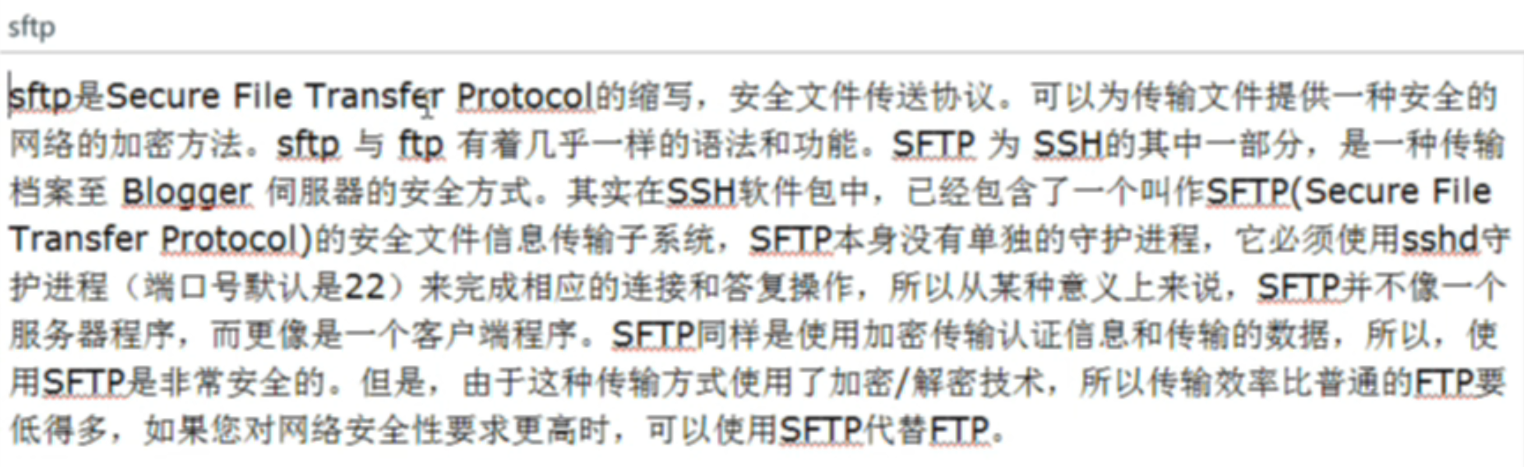 sftp
sftp是Secure File Transfer Protocol的缩写，安全文件传送协议。可以为传输文件提供一种安全的
网络的加密方法。sftp 与 ftp 有着几乎一样的语法和功能。SFTP 为 SSH的其中一部分，是一种传输
档案至 Blogger 伺服器的安全方式。其实在SSH软件包中，已经包含了一个叫作SFTP(Secure File
Transfer Protocol)的安全文件信息传输子系统，SFTP本身没有单独的守护进程，它必须使用sshd守
护进程（端口号默认是22）来完成相应的连接和答复操作，所以从某种意义上来说，SFTP并不像一个
服务器程序，而更像是一个客户端程序。SFTP同样是使用加密传输认证信息和传输的数据，所以，使
用SFTP是非常安全的。但是，由于这种传输方式使用了加密/解密技术，所以传输效率比普通的FTP要
低得多，如果您对网络安全性要求更高时，可以使用SFTP代替FTP。